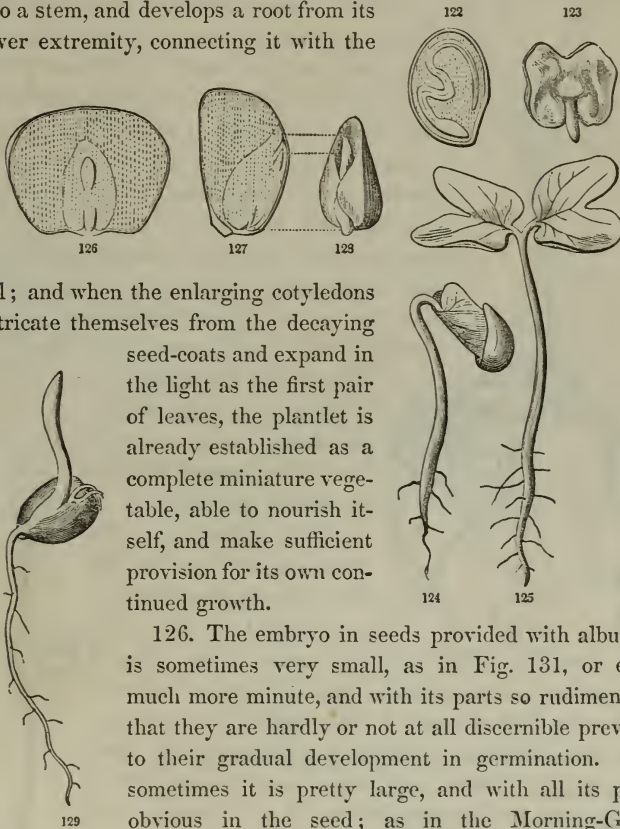 o a stem, and develops a root from its
ver extremity, connecting it with the
122 123
126 127 128
l; and when the enlarging cotyledons
tricate themselves from the decaying
seed-coats and expand in
the light as the first pair
of leaves, the plantlet is
already established as a
complete miniature vege-
table, able to nourish it-
self, and make sufficient
provision for its own con-
tinued growth.
124 125
126. The embryo in seeds provided with albu
is sometimes very small, as in Fig. 131, or e
much more minute, and with its parts so rudimen
that they are hardly or not at all discernible prev
to their gradual development in germination.
sometimes it is pretty large, and with all its p
129
obvious in the seed; as in the Morning-G